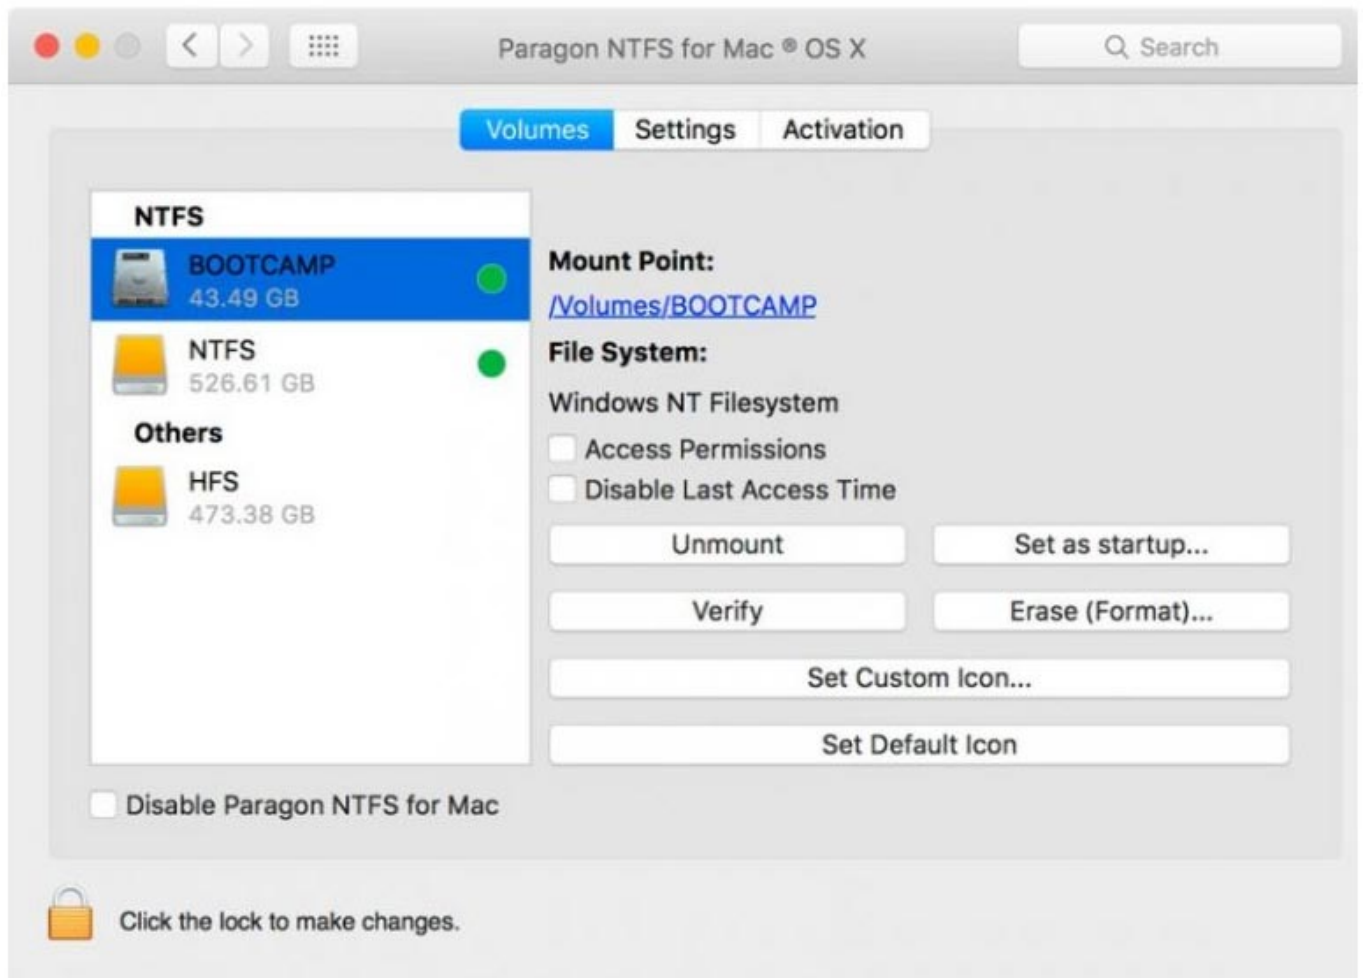 Paragon NTFS for Mac ® OS X
Search
Volumes
Settings
Activation
NTFS
BOOTCAMP
43.49 GB
NTFS
526.61 GB
Others
HFS
473.38 GB
Mount Point:
/Volumes/BOOTCAMP
File System:
Windows NT Filesystem
Access Permissions
Disable Last Access Time
Unmount
Set as startup...
Verify
Erase (Format)...
Set Custom Icon...
Set Default Icon
Disable Paragon NTFS for Mac
Click the lock to make changes.